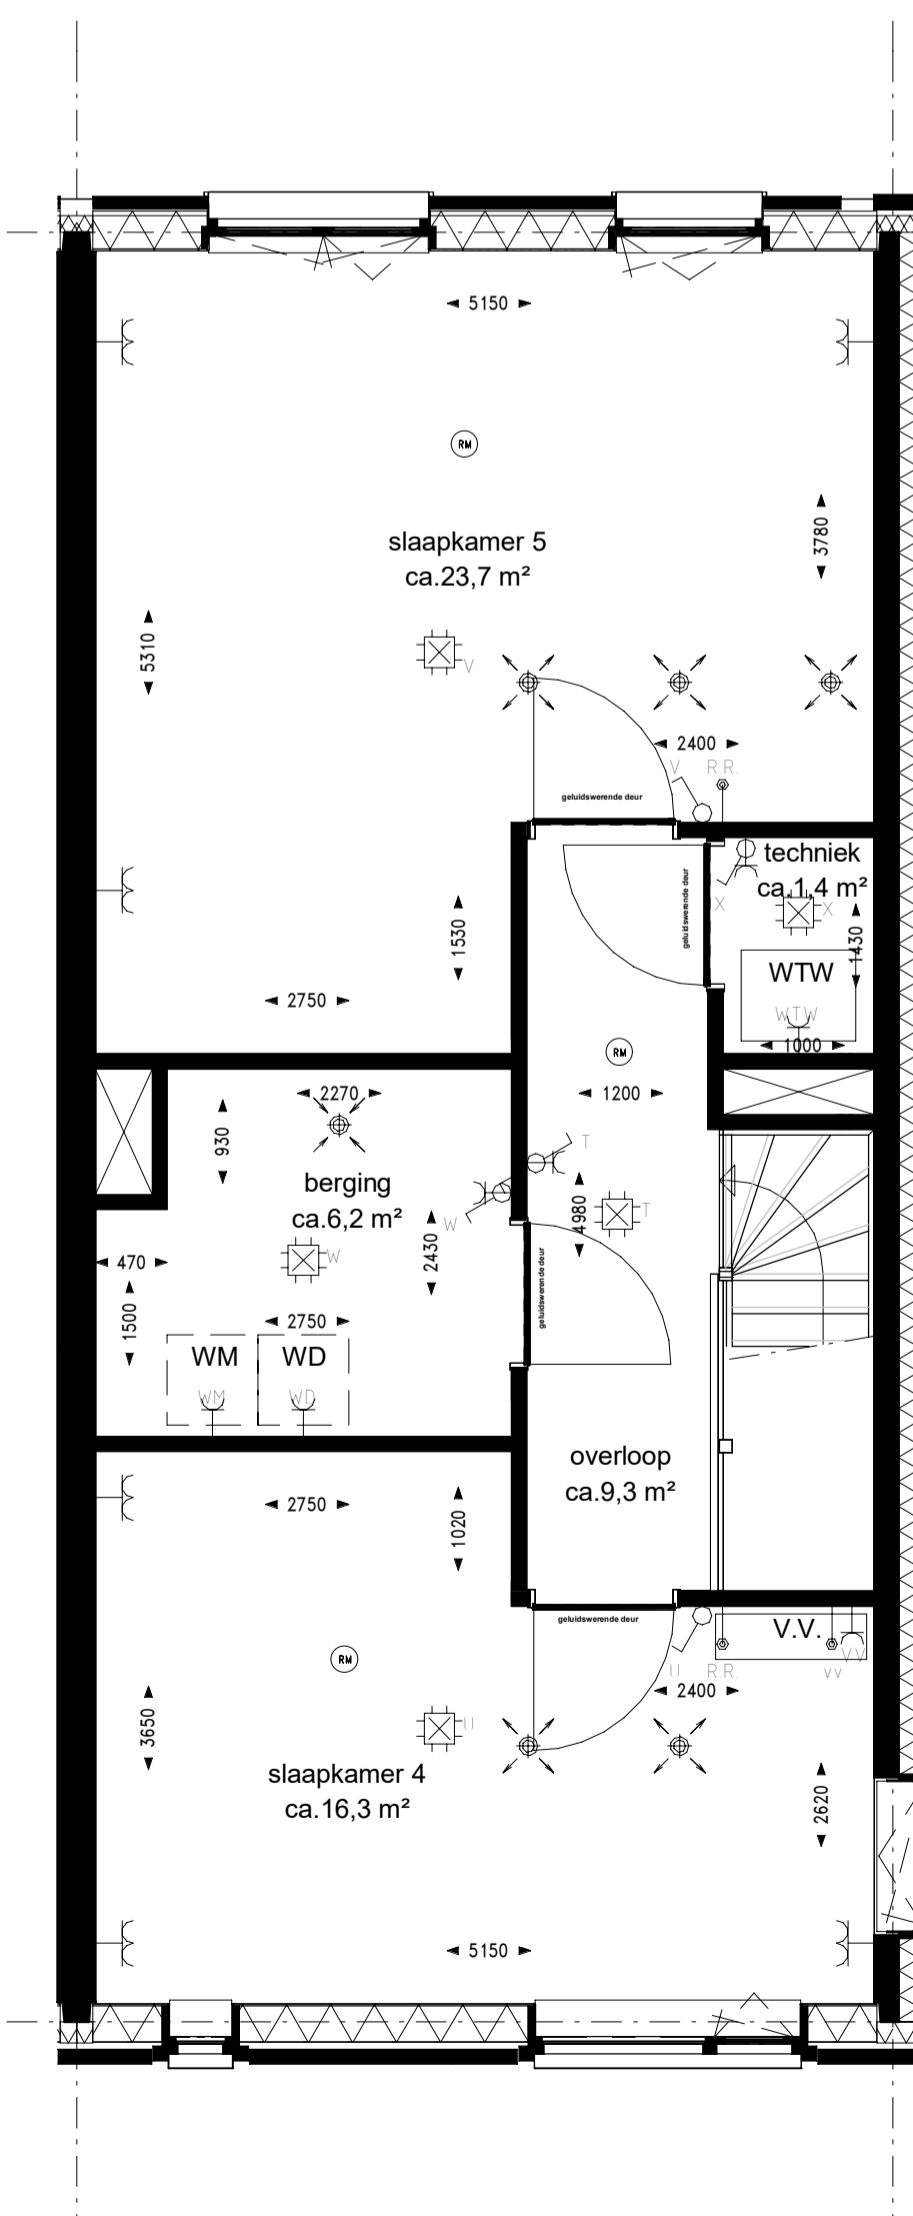 5150
RM
slaapkamer 5
ca.23,7 m²
3780
5310
V
2400
V R.R.
geluidswerende deur
techniek
ca.1,4 m²
geluidswerende deur
X
X
1430
1530
WTW
2750
WTW
1000
RM
2270
1200
930
T
berging
ca.6,2 m²
W
4980
T
2430
W
470
geluidswerende deur
1500
2750
WM
WD
WM
WD
overloop
ca.9,3 m²
2750
1020
geluidswerende deur
V.V.
RM
U R.R.
VV
VV
2400
3650
U
slaapkamer 4
ca.16,3 m²
2620
5150